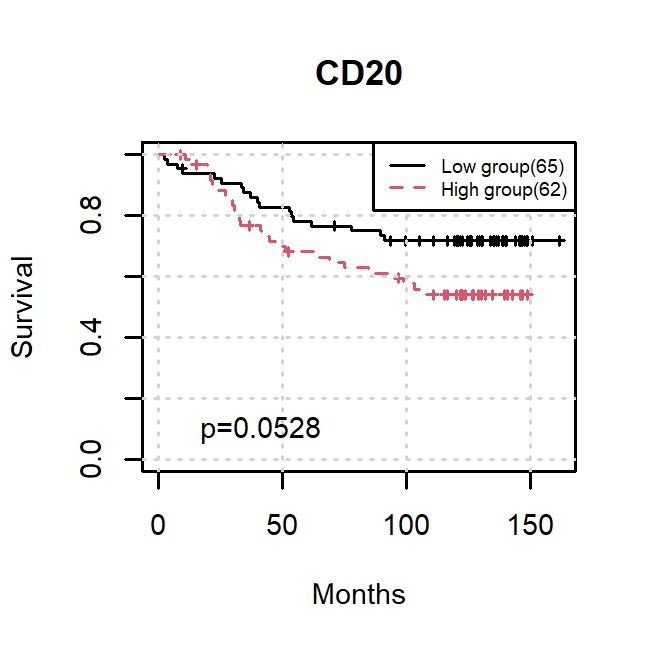 CD20
Low group(65)
High group(62)
Survival
0.8
0.4
0.0
p=0.0528
0 50 100 150
Months